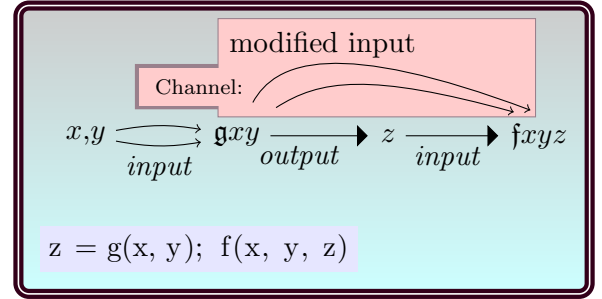 modified input
Channel:
x,y 𝔤xy z 𝔣xyz
input output input
z = g(x, y); f(x, y, z)